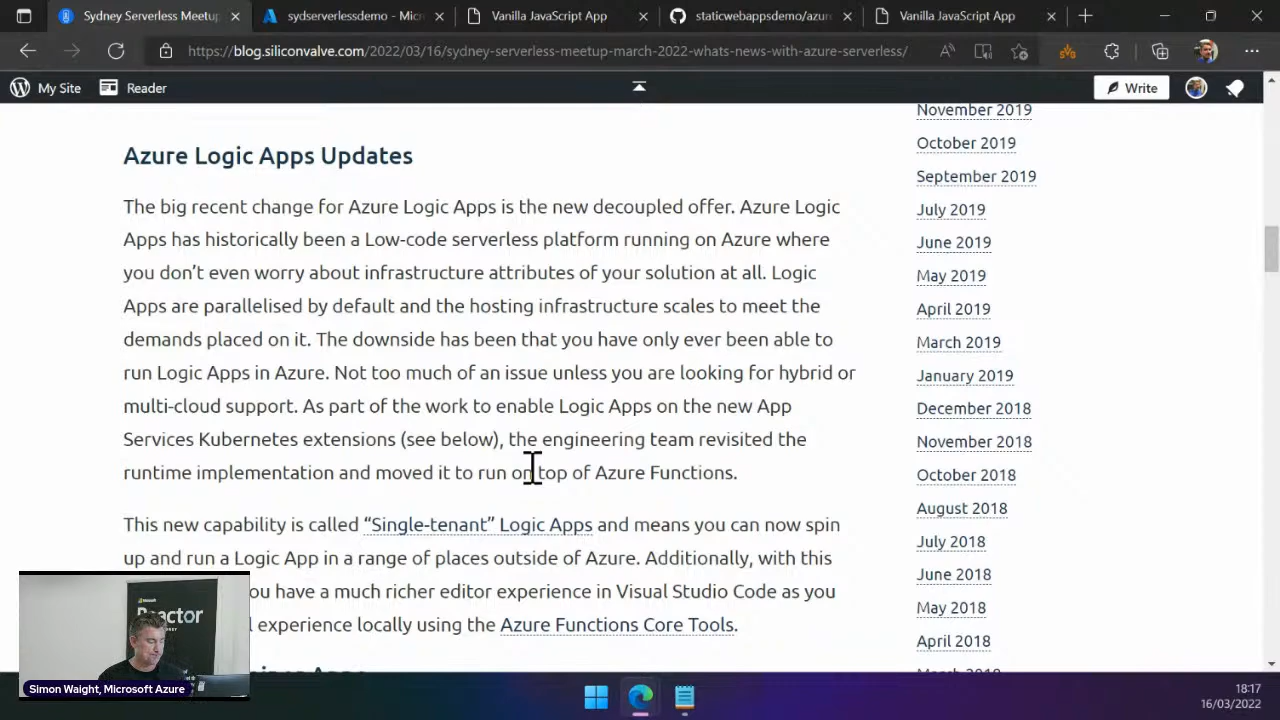 Sydney Serverless Meetup
sydserverlessdemo - Micr
Vanilla JavaScript App
staticwebappsdemo/azur
Vanilla JavaScript App
https://blog.siliconvalve.com/2022/03/16/sydney-serverless-meetup-march-2022-whats-news-with-azure-serverless/
My Site
Reader
Write
Azure Logic Apps Updates
The big recent change for Azure Logic Apps is the new decoupled offer. Azure Logic
Apps has historically been a Low-code serverless platform running on Azure where
you don’t even worry about infrastructure attributes of your solution at all. Logic
Apps are parallelised by default and the hosting infrastructure scales to meet the
demands placed on it. The downside has been that you have only ever been able to
run Logic Apps in Azure. Not too much of an issue unless you are looking for hybrid or
multi-cloud support. As part of the work to enable Logic Apps on the new App
Services Kubernetes extensions (see below), the engineering team revisited the
runtime implementation and moved it to run on top of Azure Functions.
This new capability is called “Single-tenant” Logic Apps and means you can now spin
up and run a Logic App in a range of places outside of Azure. Additionally, with this
ou have a much richer editor experience in Visual Studio Code as you
l experience locally using the Azure Functions Core Tools.
November 2019
October 2019
September 2019
July 2019
June 2019
May 2019
April 2019
March 2019
January 2019
December 2018
November 2018
October 2018
August 2018
July 2018
June 2018
May 2018
April 2018
March 2018
Reactor
Simon Waight, Microsoft Azure
18:17
16/03/2022